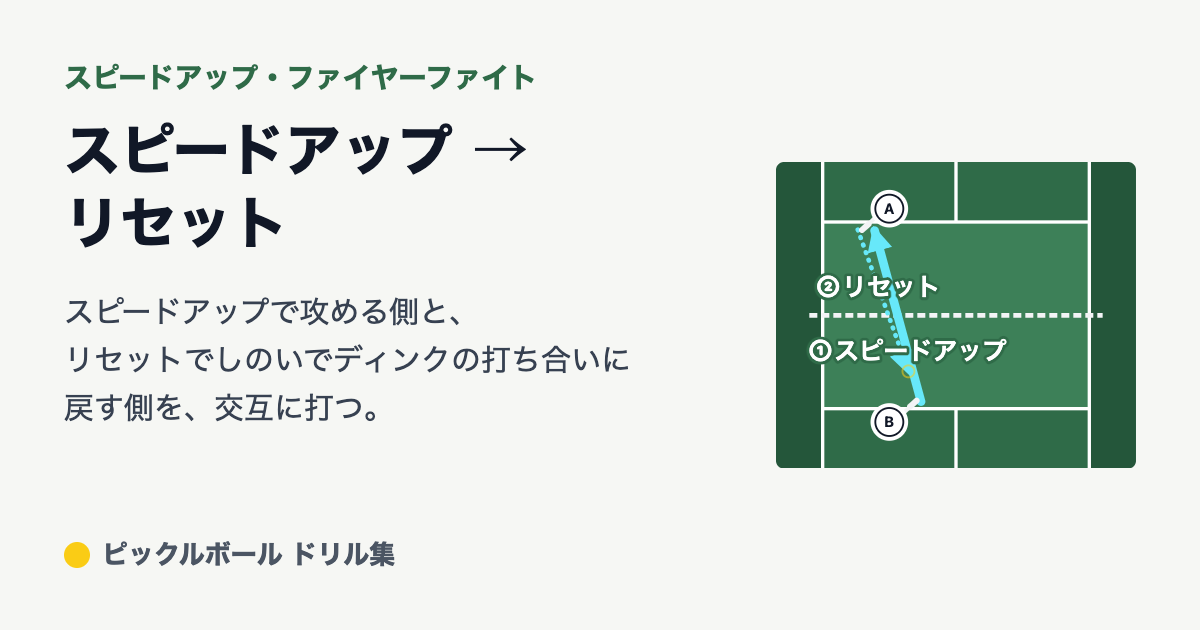 スピードアップ・ファイヤーファイト
スピードアップ →
リセット
スピードアップで攻める側と、
リセットでしのいでディンクの打ち合いに
戻す側を、交互に打つ。
ピックルボール ドリル集
A
②リセット
①スピードアップ
B